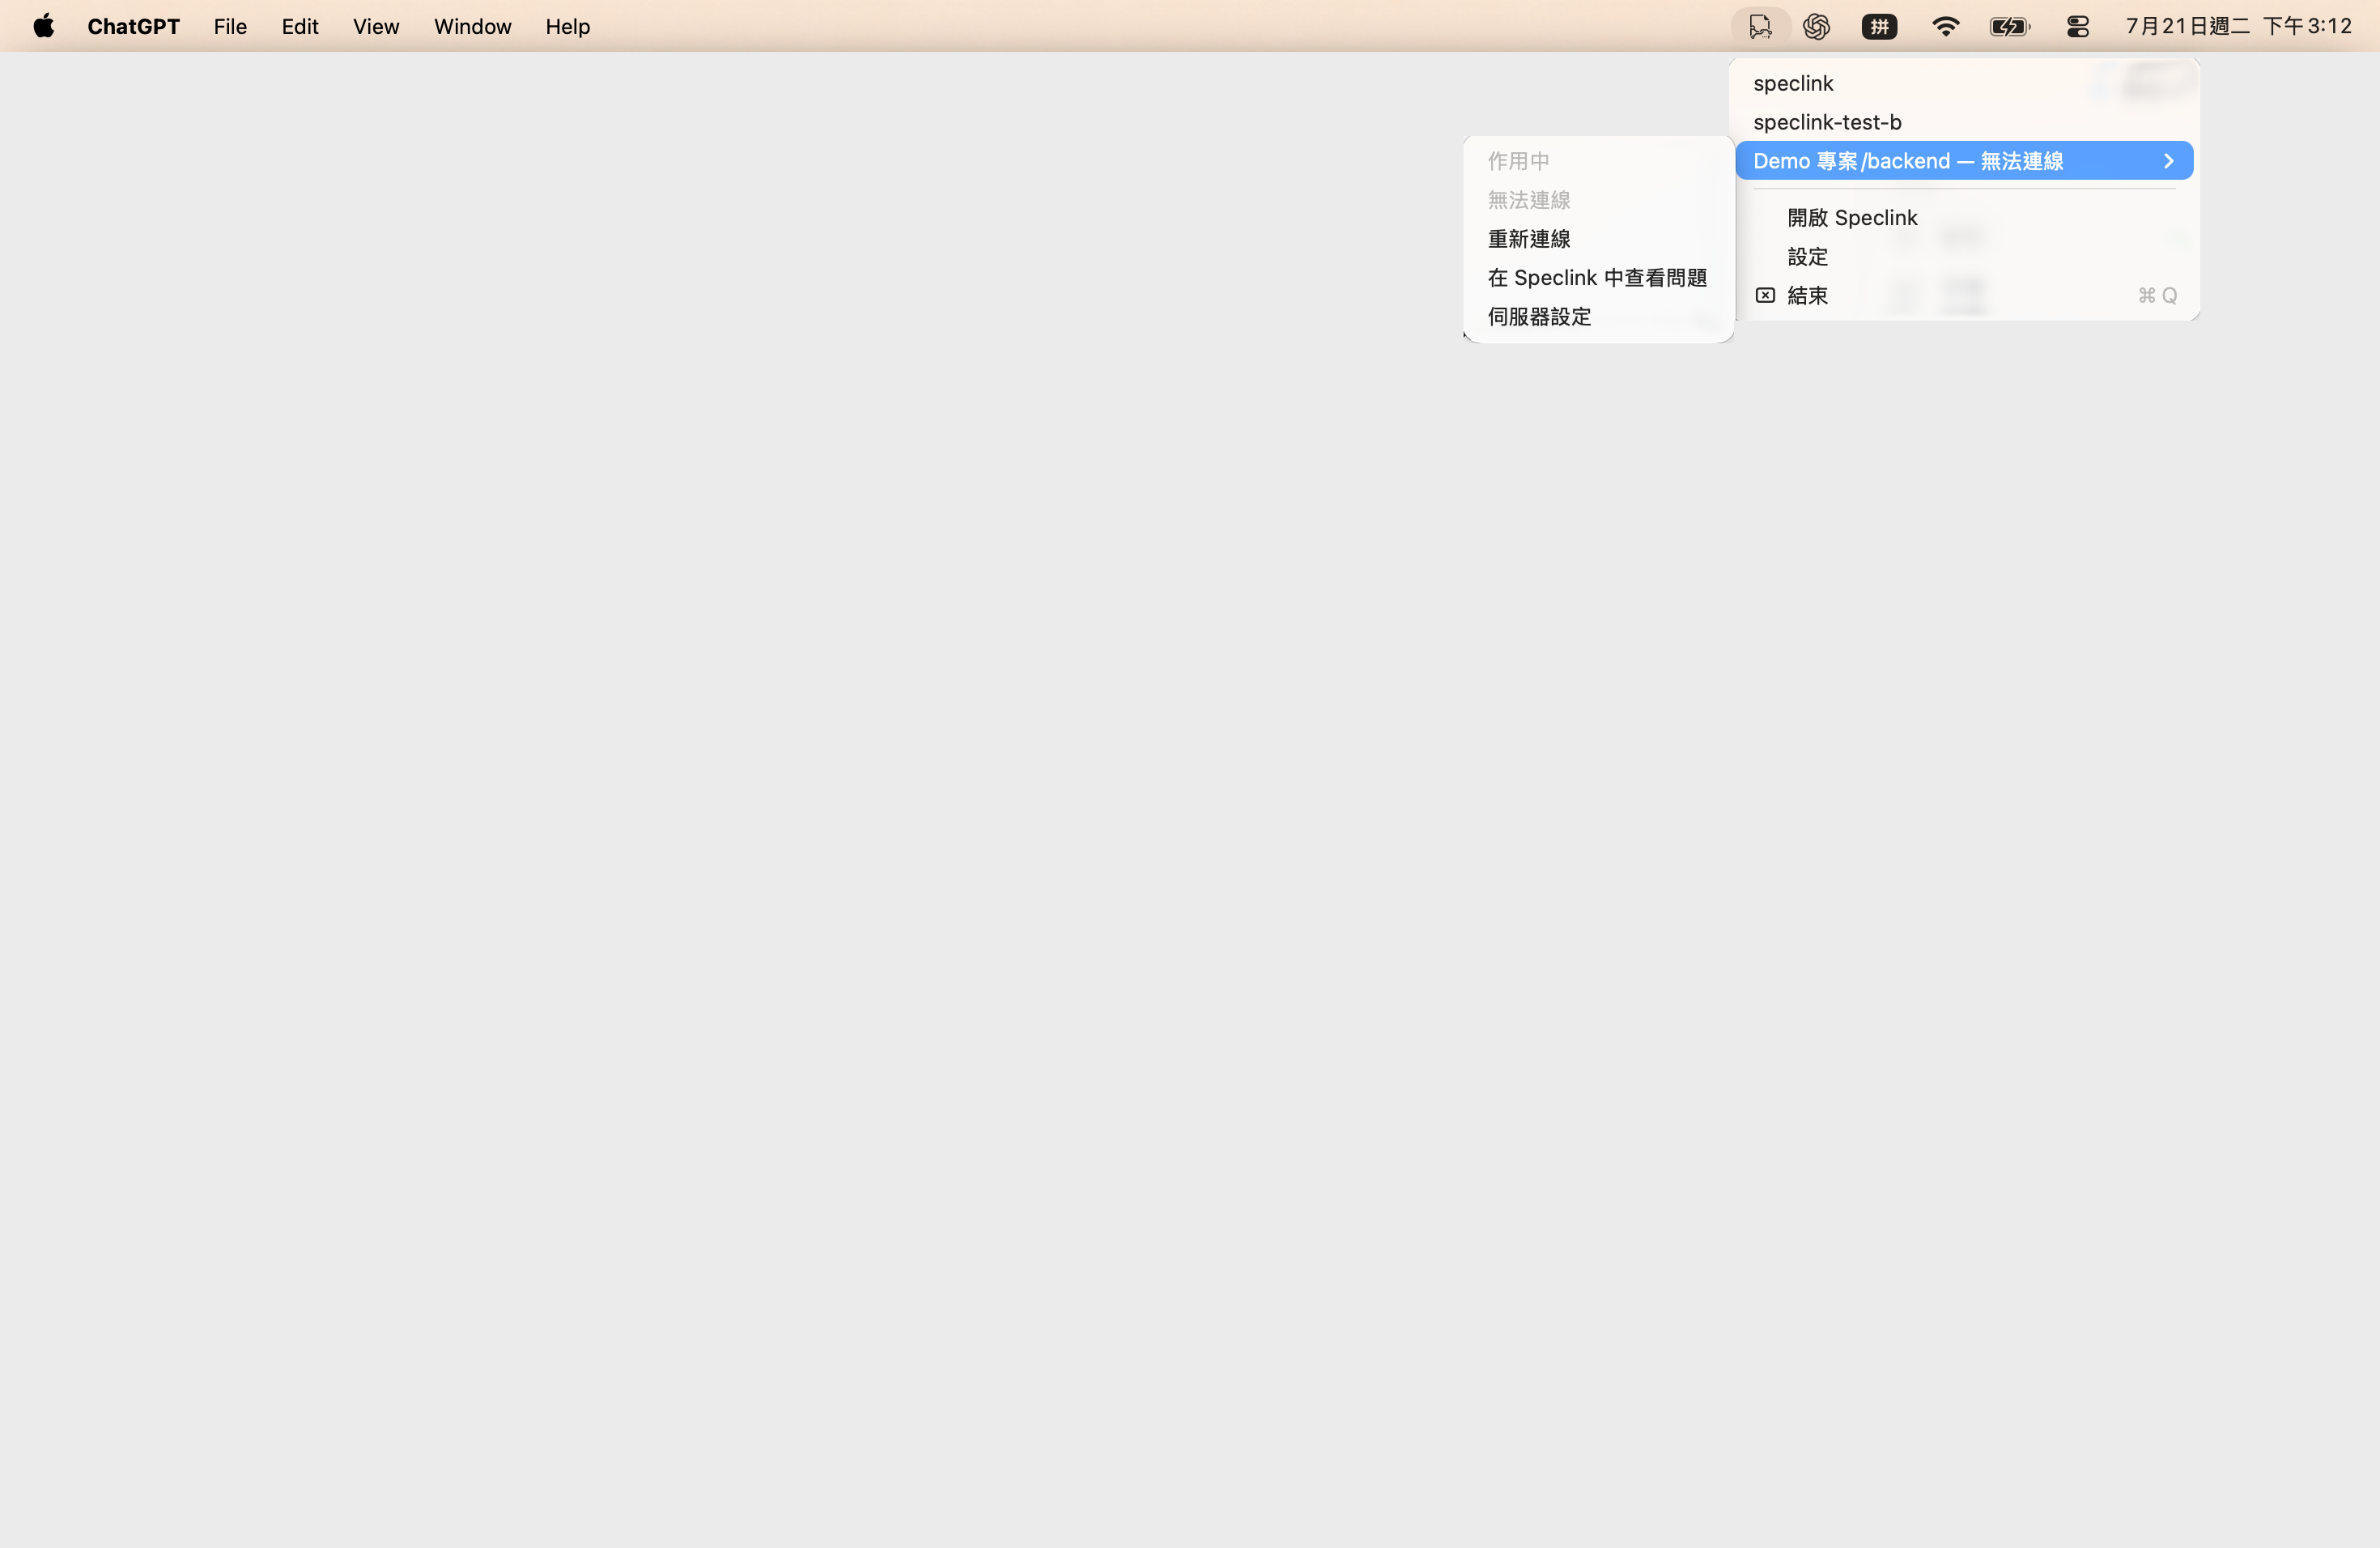 ChatGPT File Edit View Window Help 拼 7月21日週二 下午3:12
speclink
speclink-test-b
Demo 專案/backend — 無法連線
開啟 Speclink
設定
結束 ⌘Q
作用中
無法連線
重新連線
在 Speclink 中查看問題
伺服器設定